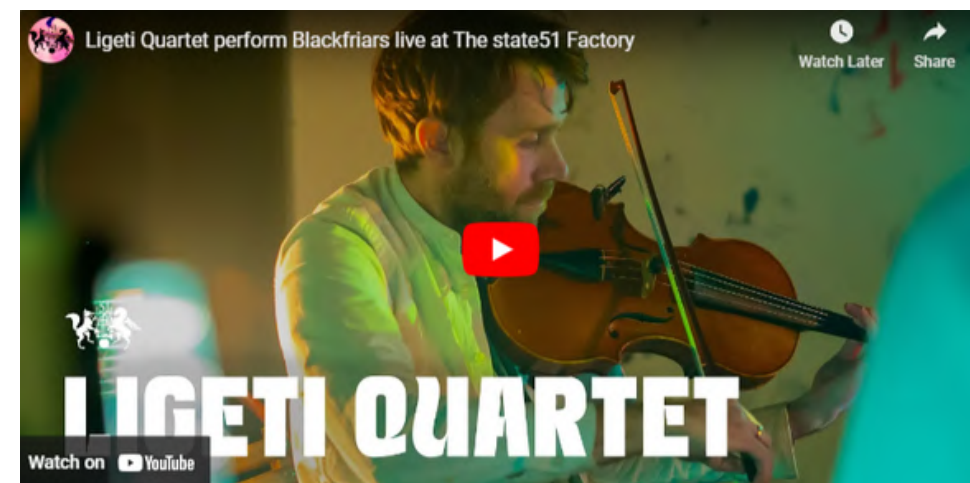 Ligeti Quartet perform Blackfriars live at The state51 Factory
Watch Later
Share
LIGETI QUARTET
Watch on YouTube